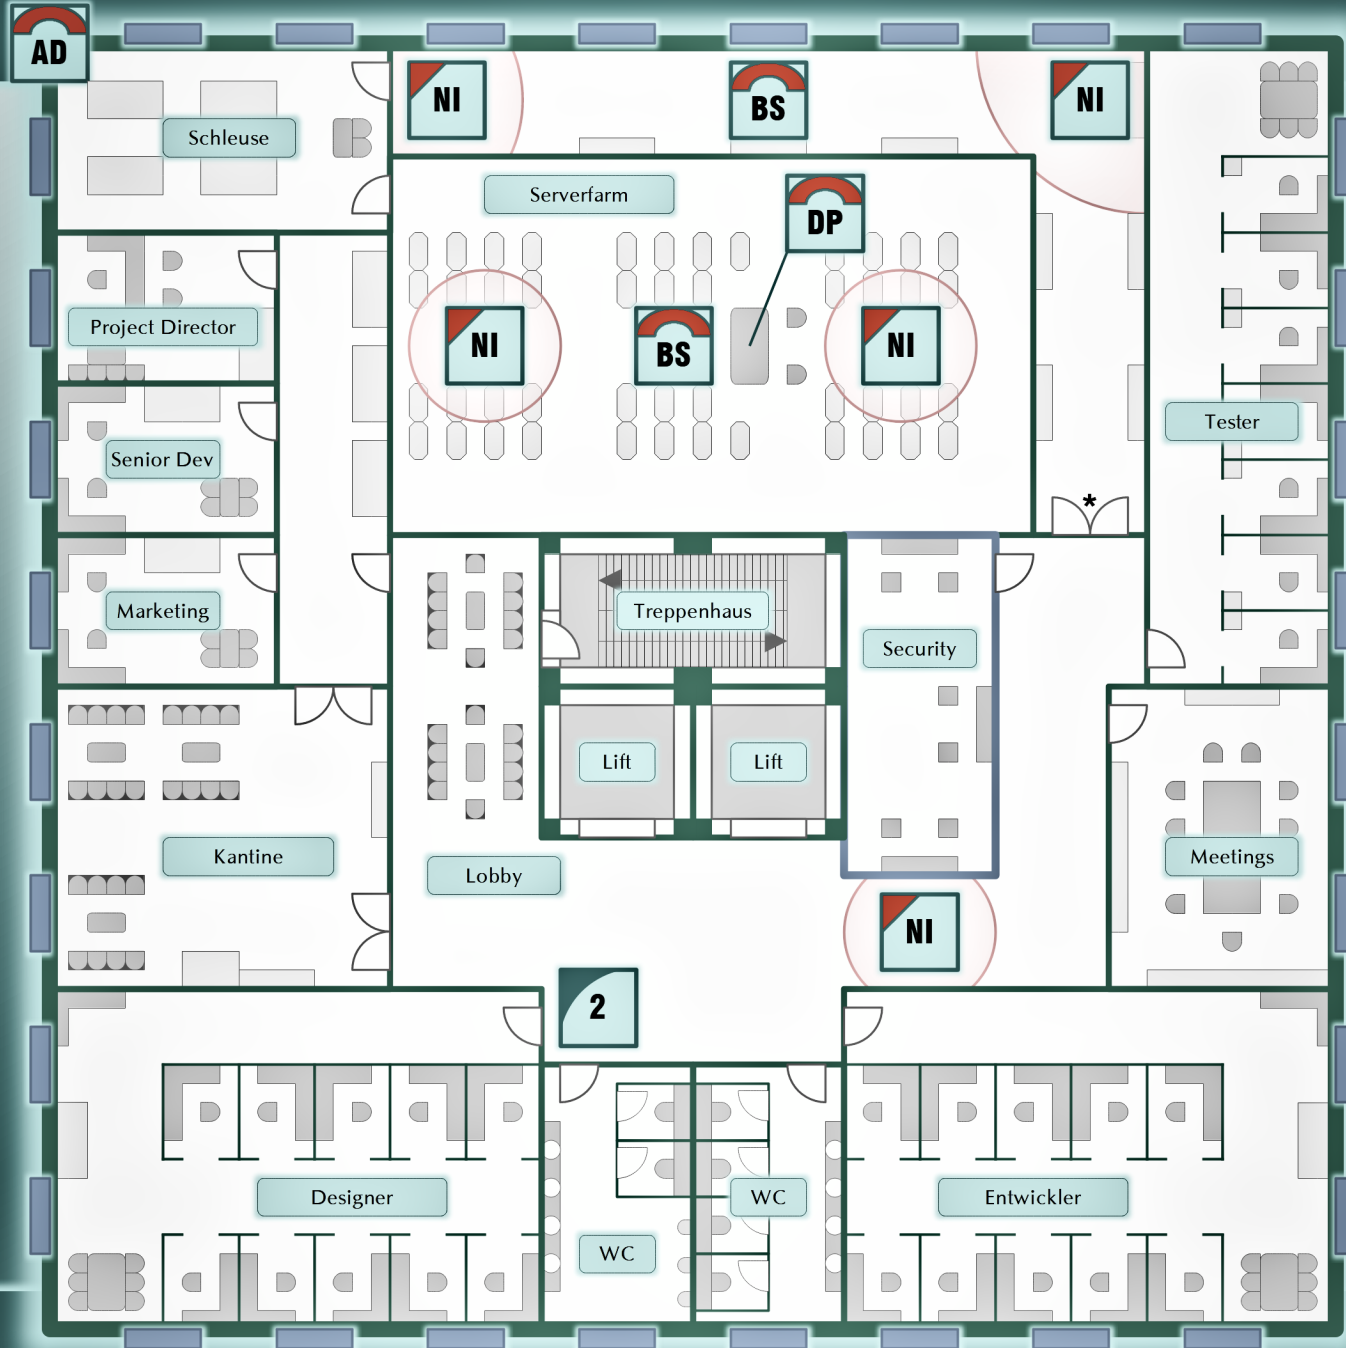 AD
NI
BS
NI
Schleuse
Serverfarm
DP
Project Director
NI
BS
NI
Tester
Senior Dev
*
Marketing
Treppenhaus
Security
Lift
Lift
Kantine
Meetings
Lobby
NI
2
Designer
WC
Entwickler
WC